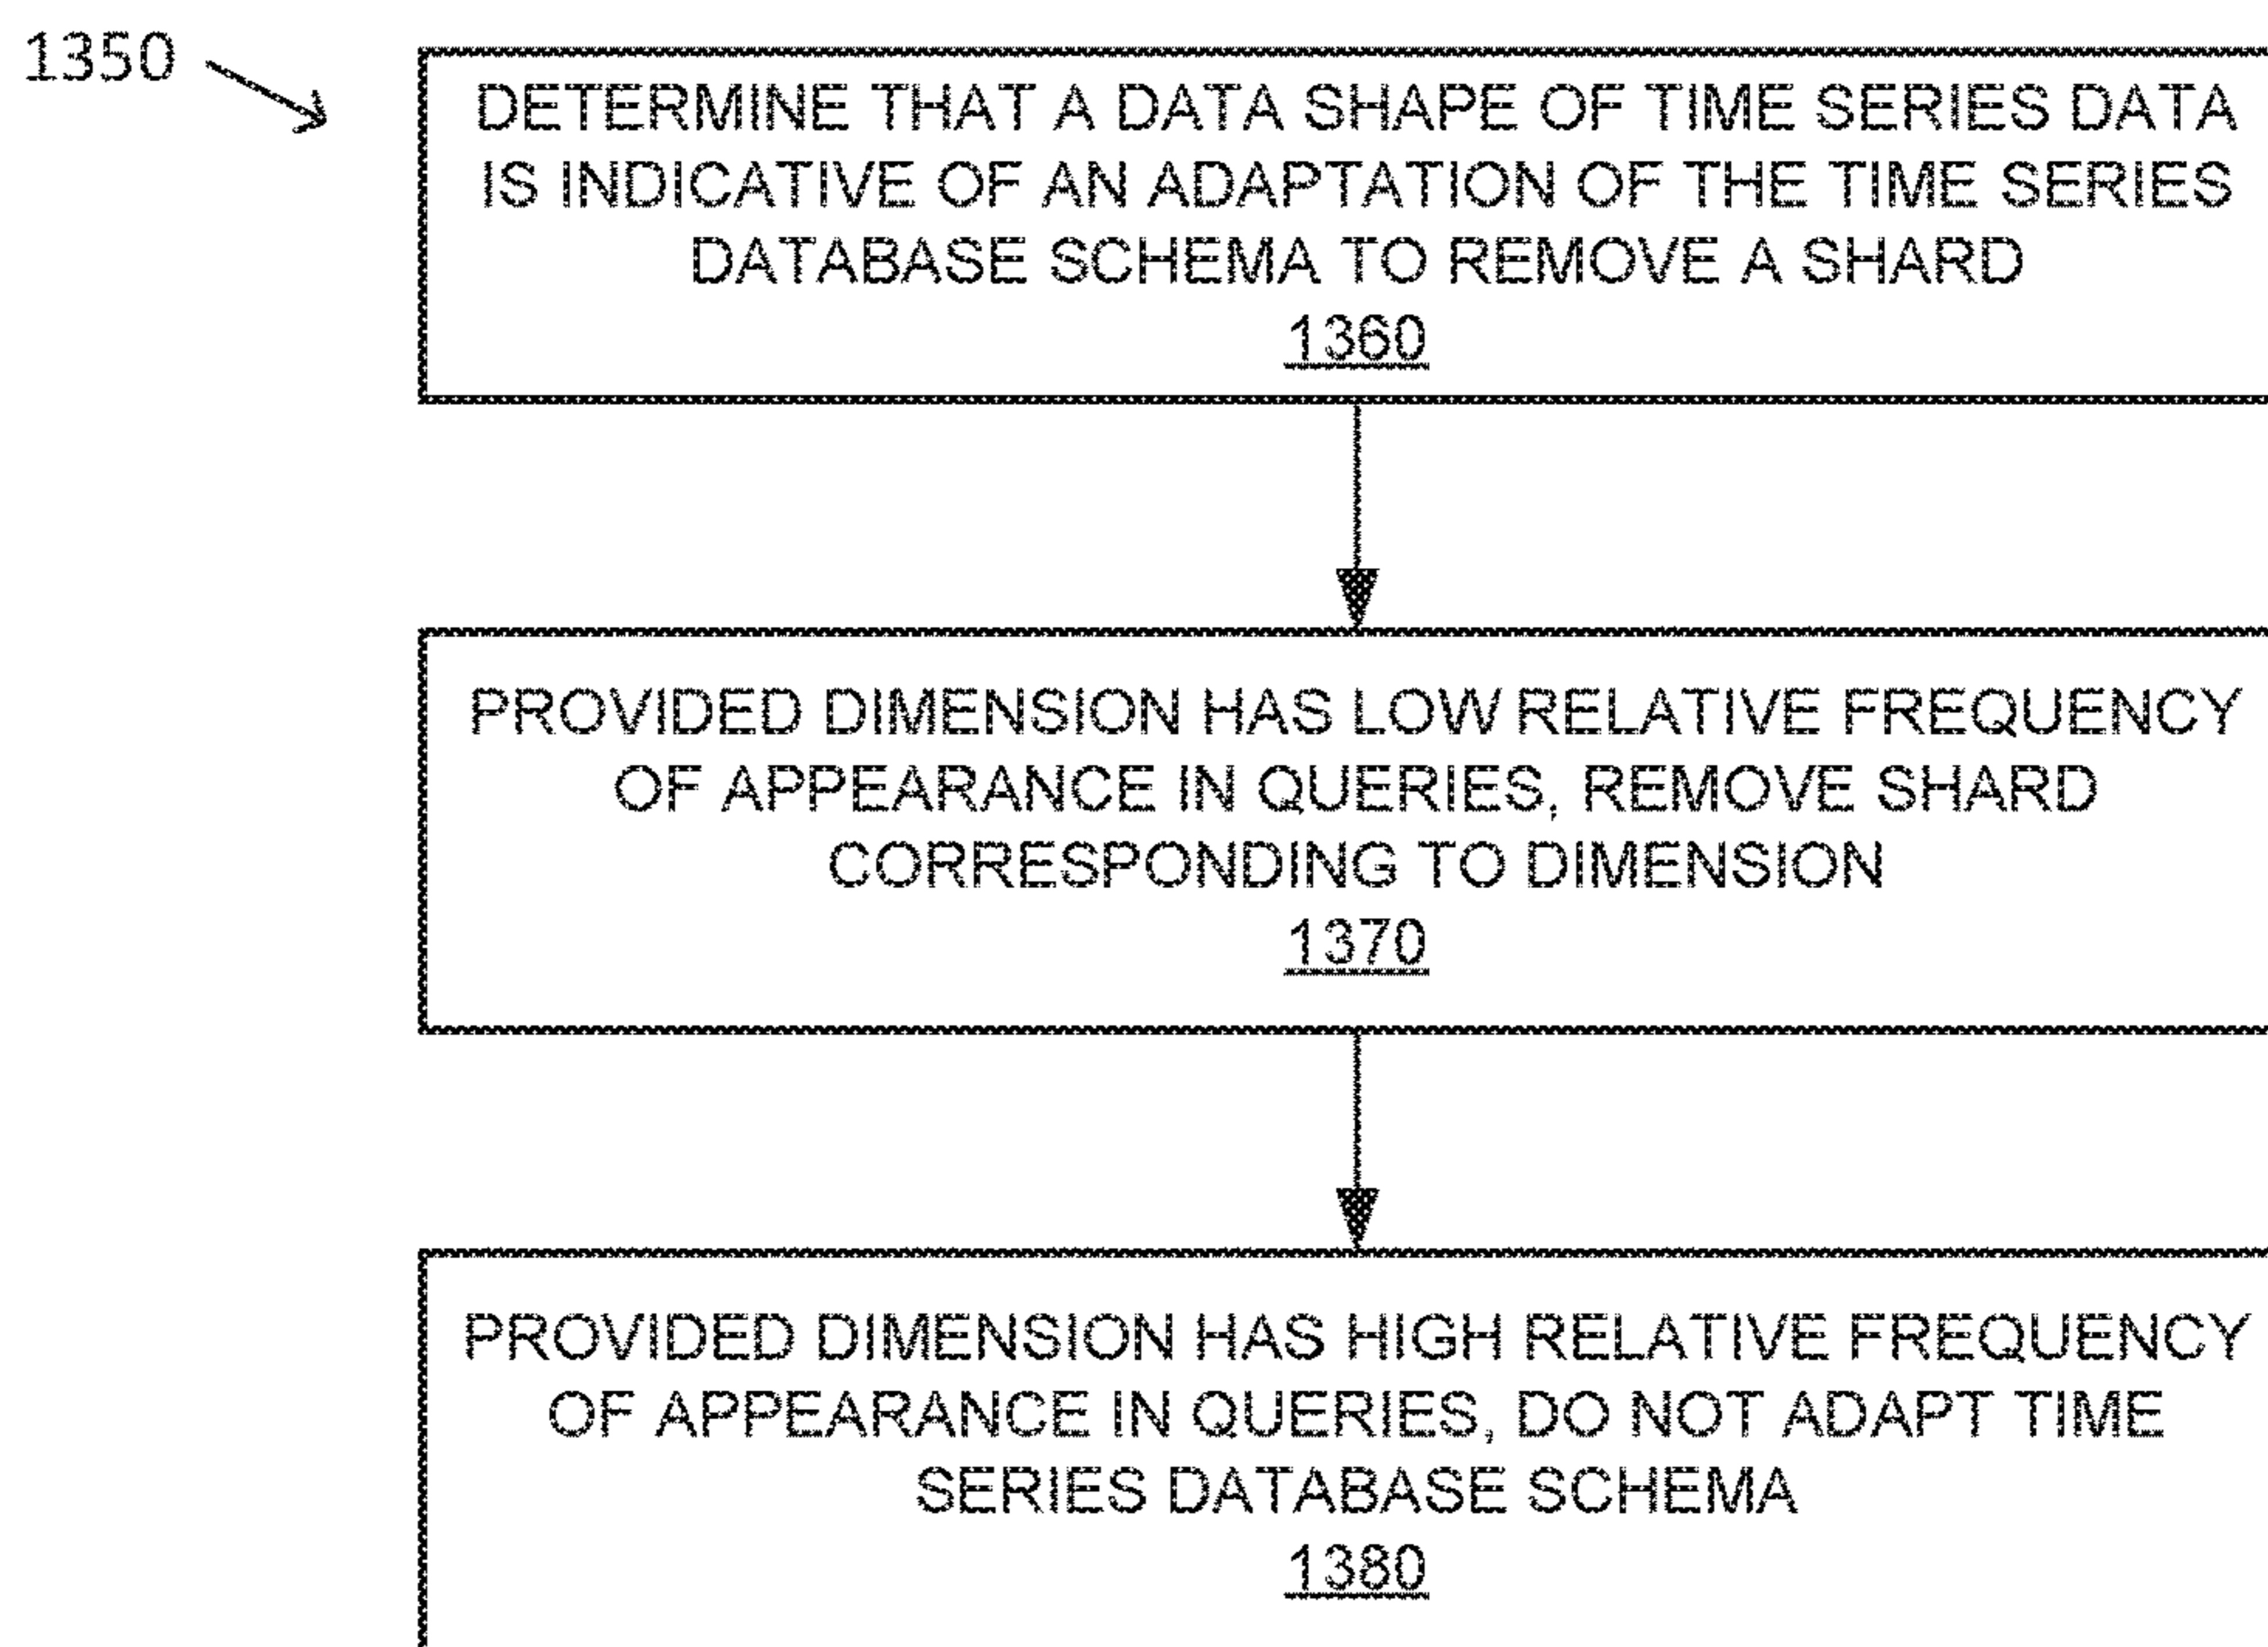 1350
DETERMINE THAT A DATA SHAPE OF TIME SERIES DATA
IS INDICATIVE OF AN ADAPTATION OF THE TIME SERIES
DATABASE SCHEMA TO REMOVE A SHARD
1360
PROVIDED DIMENSION HAS LOW RELATIVE FREQUENCY
OF APPEARANCE IN QUERIES, REMOVE SHARD
CORRESPONDING TO DIMENSION
1370
PROVIDED DIMENSION HAS HIGH RELATIVE FREQUENCY
OF APPEARANCE IN QUERIES, DO NOT ADAPT TIME
SERIES DATABASE SCHEMA
1380